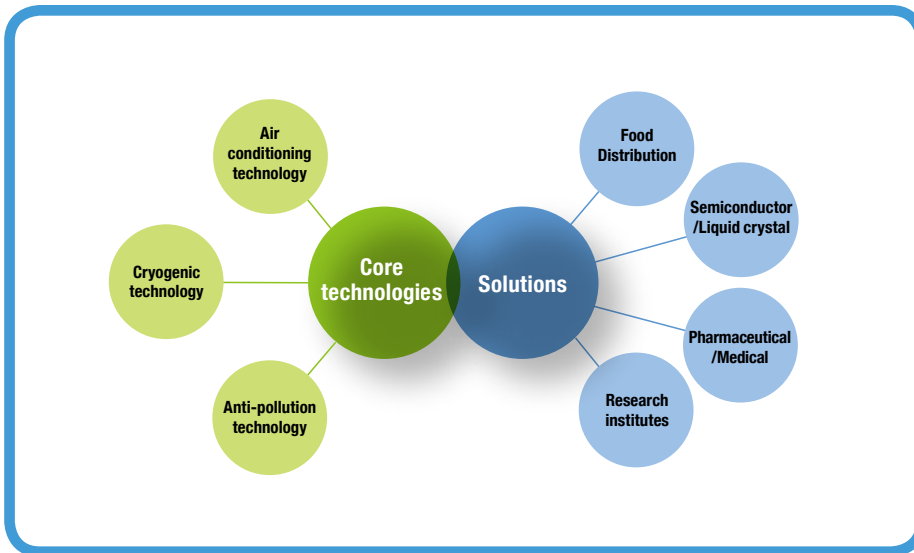 Air
conditioning
technology
Cryogenic
technology
Anti-pollution
technology
Core
technologies
Solutions
Food
Distribution
Semiconductor
/Liquid crystal
Pharmaceutical
/Medical
Research
institutes